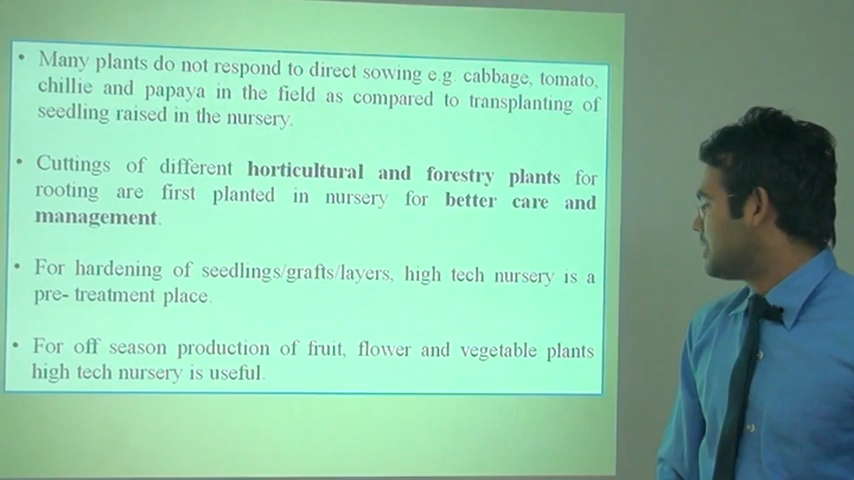 • Many plants do not respond to direct sowing e.g. cabbage, tomato,
chillie and papaya in the field as compared to transplanting of
seedling raised in the nursery.
• Cuttings of different horticultural and forestry plants for
rooting are first planted in nursery for better care and
management.
• For hardening of seedlings/grafts/layers, high tech nursery is a
pre- treatment place.
• For off season production of fruit, flower and vegetable plants
high tech nursery is useful.